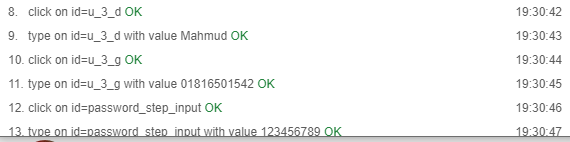 8. click on id=u_3_d OK 19:30:42
9. type on id=u_3_d with value Mahmud OK 19:30:43
10. click on id=u_3_g OK 19:30:44
11. type on id=u_3_g with value 01816501542 OK 19:30:45
12. click on id=password_step_input OK 19:30:46
13. type on id=password_step_input with value 123456789 OK 19:30:47